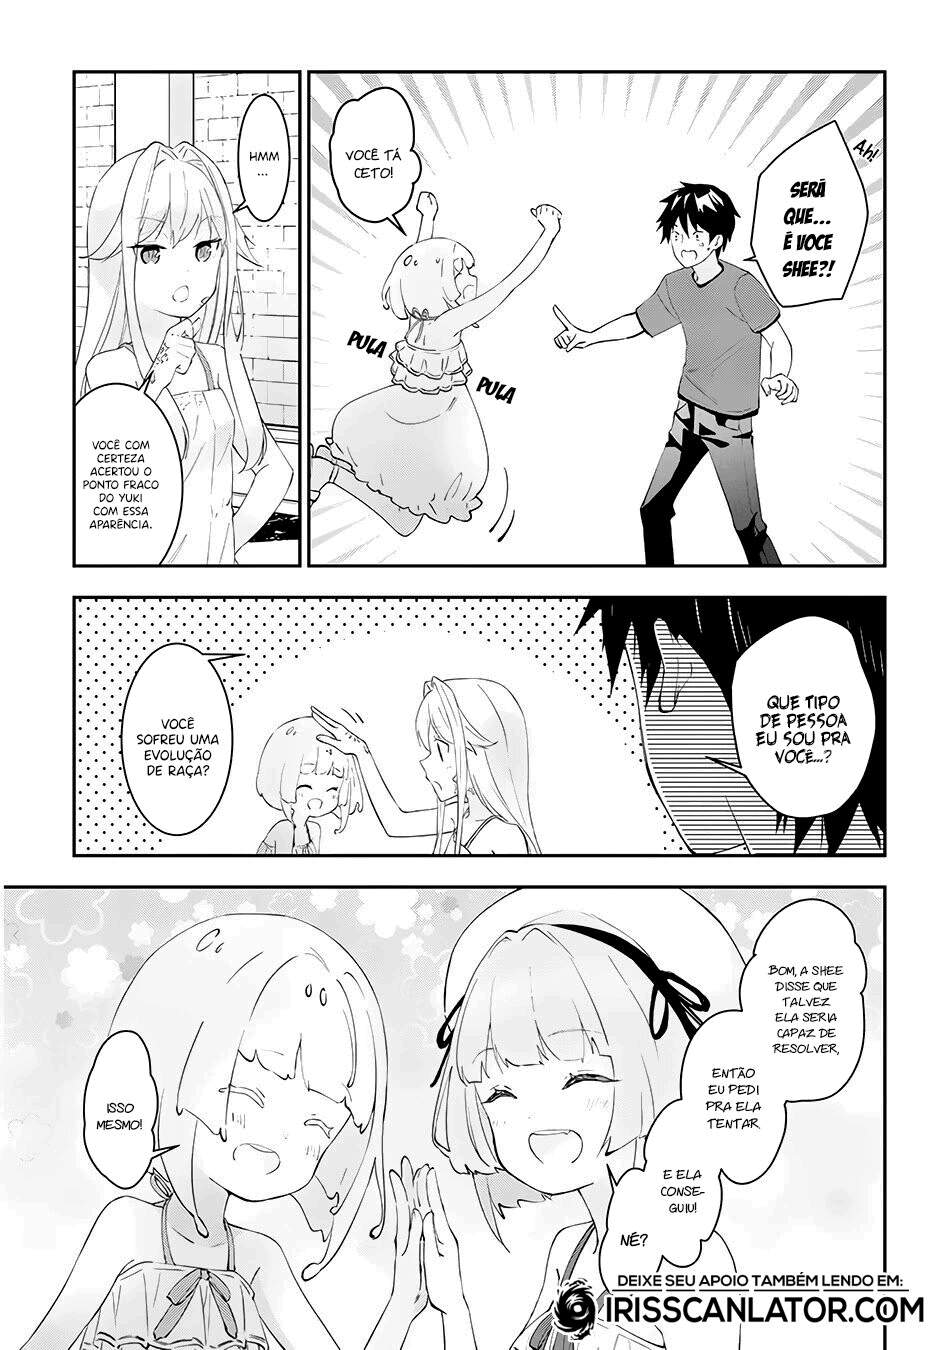 Ah!
SERÁ
QUE...
É VOCE
SHEE?!
VOCÊ TÁ
CETO!
PULA
PULA
HMM
...
VOCÊ COM
CERTEZA
ACERTOU O
PONTO FRACO
DO YUKI
COM ESSA
APARÊNCIA.
QUE TIPO
DE PESSOA
EU SOU PRA
VOCÊ...?
VOCÊ
SOFREU UMA
EVOLUÇÃO
DE RAÇA?
BOM, A SHEE
DISSE QUE
TALVEZ
ELA SERIA
CAPAZ DE
RESOLVER,
ENTÃO
EU PEDI
PRA ELA
TENTAR.
E ELA
CONSE-
GUIU!
NÉ?
ISSO
MESMO!
DEIXE SEU APOIO TAMBÉM LENDO EM:
IRISSCANLATOR.COM